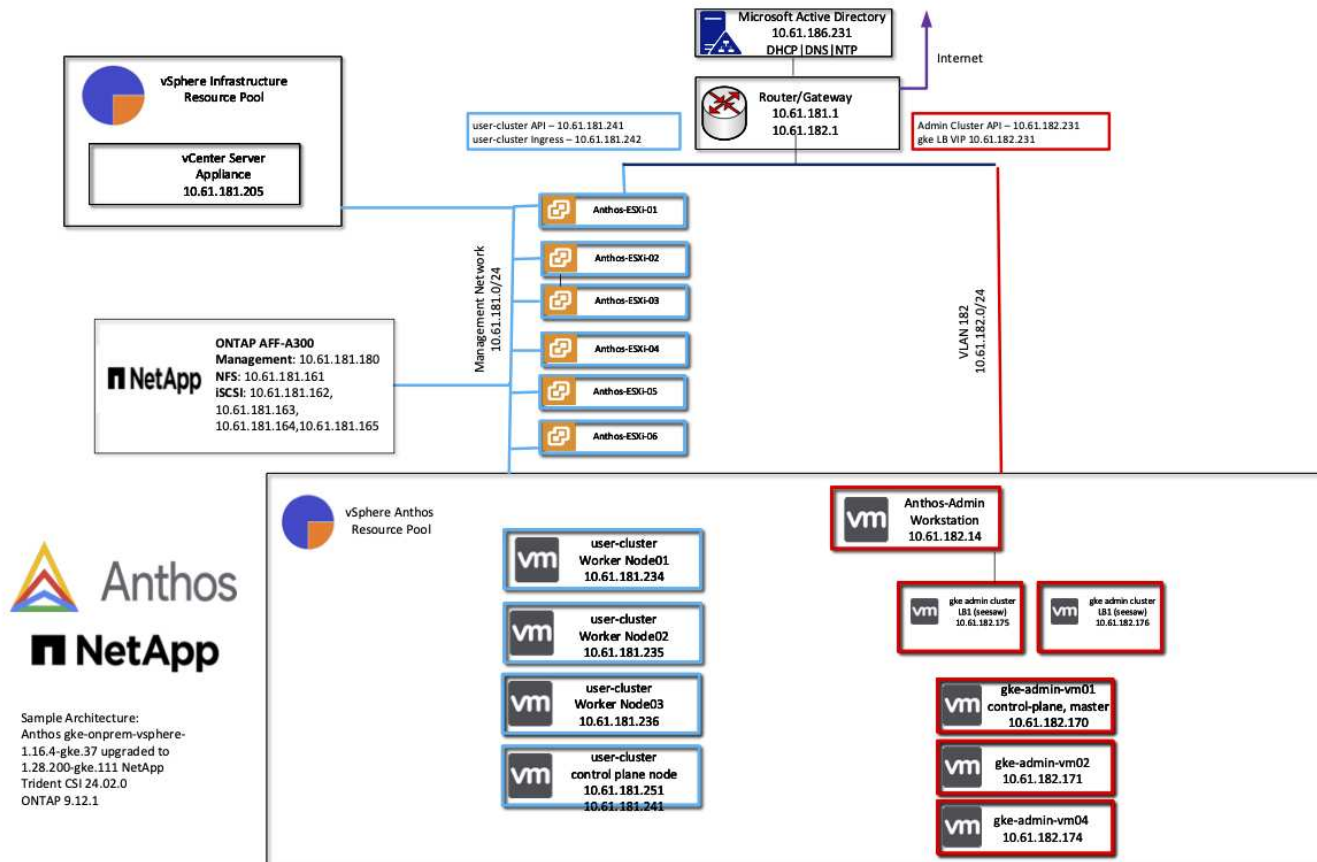 Microsoft Active Directory
10.61.186.231
DHCP|DNS|NTP
Internet
vSphere Infrastructure
Resource Pool
vCenter Server
Appliance
10.61.181.205
Router/Gateway
10.61.181.1
10.61.182.1
user-cluster API – 10.61.181.241
user-cluster Ingress – 10.61.181.242
Admin Cluster API – 10.61.182.231
gke LB VIP 10.61.182.231
Anthos-ESXi-01
Anthos-ESXi-02
Anthos-ESXi-03
Anthos-ESXi-04
Anthos-ESXi-05
Anthos-ESXi-06
Management Network
10.61.181.0/24
VLAN 182
10.61.182.0/24
NetApp
ONTAP AFF-A300
Management: 10.61.181.180
NFS: 10.61.181.161
iSCSI: 10.61.181.162,
10.61.181.163,
10.61.181.164,10.61.181.165
vSphere Anthos
Resource Pool
vm
user-cluster
Worker Node01
10.61.181.234
vm
user-cluster
Worker Node02
10.61.181.235
vm
user-cluster
Worker Node03
10.61.181.236
vm
user-cluster
control plane node
10.61.181.251
10.61.181.241
vm
Anthos-Admin
Workstation
10.61.182.14
vm
gke admin cluster
LB1 (seesaw)
10.61.182.175
vm
gke admin cluster
LB1 (seesaw)
10.61.182.176
vm
gke-admin-vm01
control-plane, master
10.61.182.170
vm
gke-admin-vm02
10.61.182.171
vm
gke-admin-vm04
10.61.182.174
Anthos
NetApp
Sample Architecture:
Anthos gke-onprem-vsphere-
1.16.4-gke.37 upgraded to
1.28.200-gke.111 NetApp
Trident CSI 24.02.0
ONTAP 9.12.1